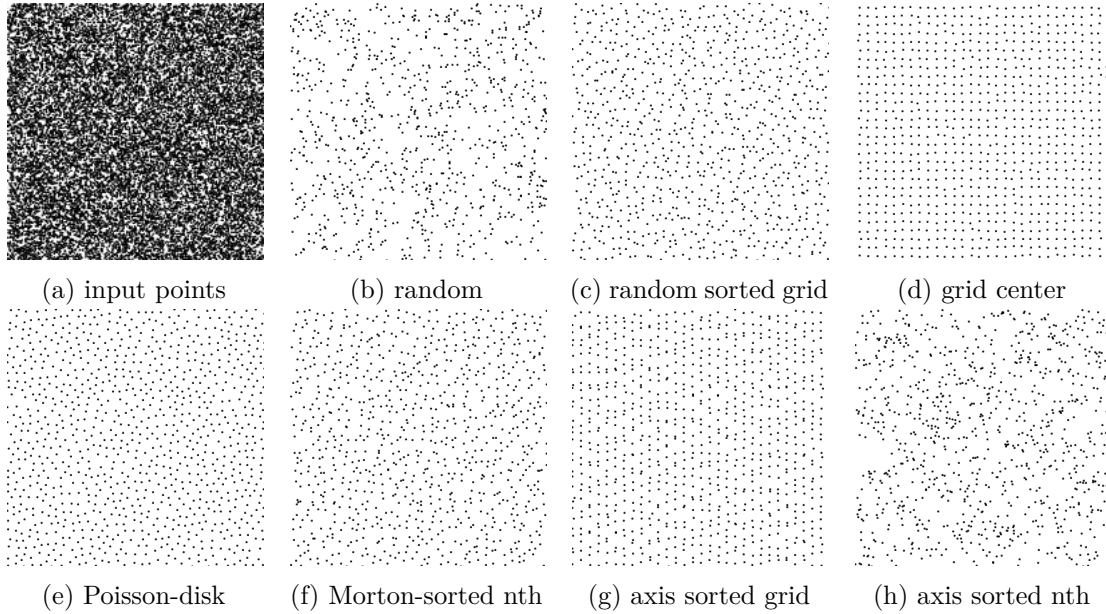 (a) input points
(b) random
(c) random sorted grid
(d) grid center
(e) Poisson-disk
(f) Morton-sorted nth
(g) axis sorted grid
(h) axis sorted nth